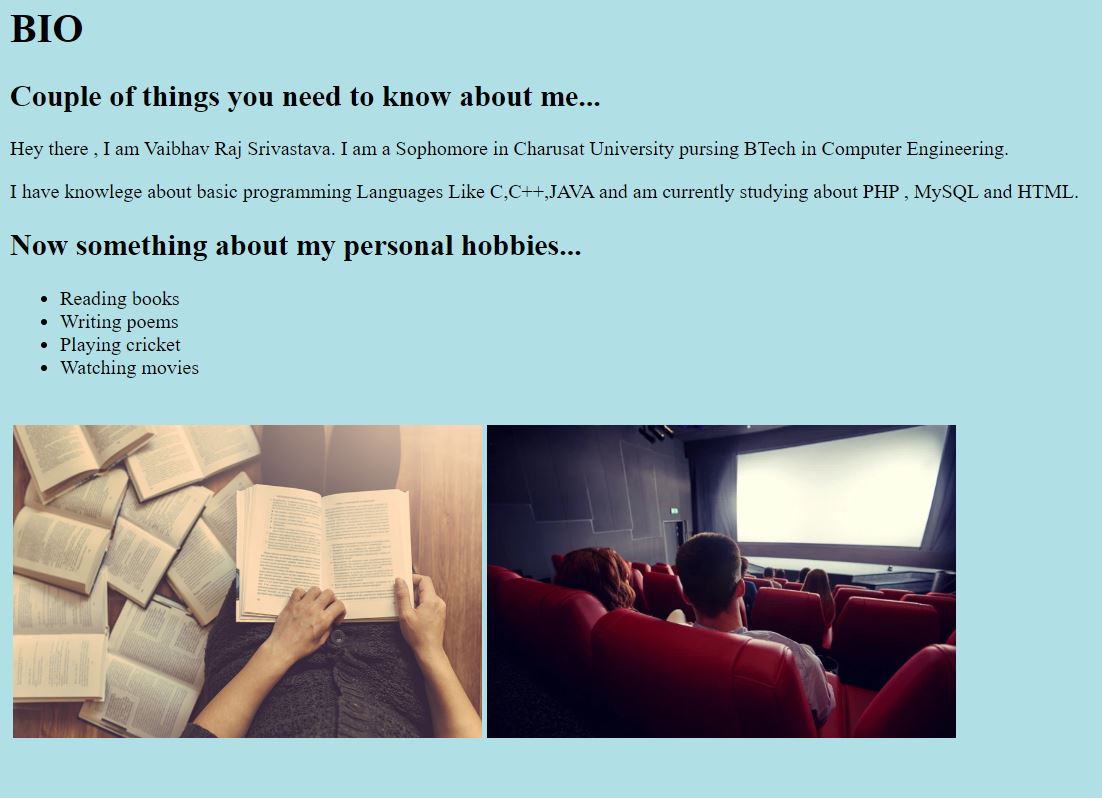 BIO
Couple of things you need to know about me...
Hey there , I am Vaibhav Raj Srivastava. I am a Sophomore in Charusat University pursing BTech in Computer Engineering.
I have knowlege about basic programming Languages Like C,C++,JAVA and am currently studying about PHP , MySQL and HTML.
Now something about my personal hobbies...
Reading books
Writing poems
Playing cricket
Watching movies